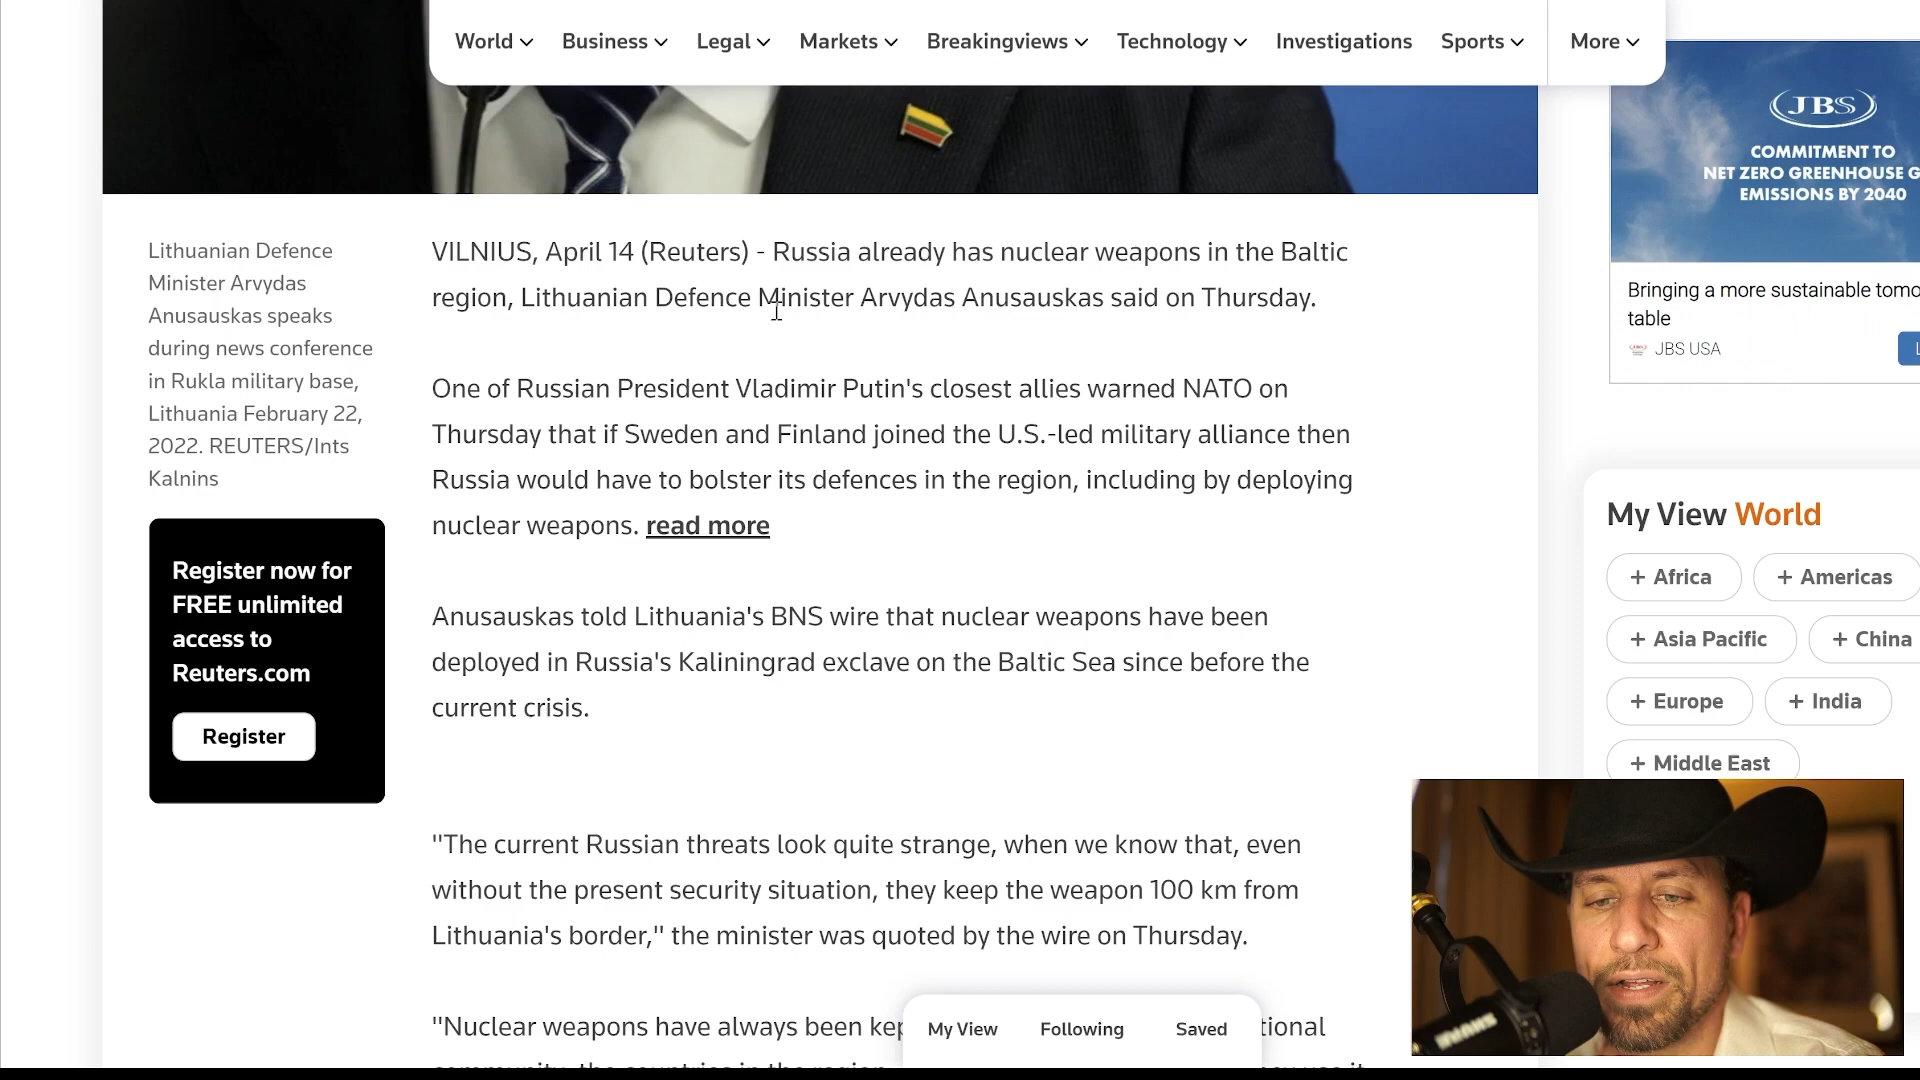 World Business Legal Markets Breakingviews Technology Investigations Sports More
JBS
COMMITMENT TO
NET ZERO GREENHOUSE G
EMISSIONS BY 2040
Bringing a more sustainable tomo
table
JBS USA
L
Lithuanian Defence
Minister Arvydas
Anusauskas speaks
during news conference
in Rukla military base,
Lithuania February 22,
2022. REUTERS/Ints
Kalnins
Register now for
FREE unlimited
access to
Reuters.com
Register
VILNIUS, April 14 (Reuters) - Russia already has nuclear weapons in the Baltic
region, Lithuanian Defence Minister Arvydas Anusauskas said on Thursday.
One of Russian President Vladimir Putin's closest allies warned NATO on
Thursday that if Sweden and Finland joined the U.S.-led military alliance then
Russia would have to bolster its defences in the region, including by deploying
nuclear weapons. read more
Anusauskas told Lithuania's BNS wire that nuclear weapons have been
deployed in Russia's Kaliningrad exclave on the Baltic Sea since before the
current crisis.
"The current Russian threats look quite strange, when we know that, even
without the present security situation, they keep the weapon 100 km from
Lithuania's border," the minister was quoted by the wire on Thursday.
"Nuclear weapons have always been kep tional
My View Following Saved
My View World
+ Africa + Americas
+ Asia Pacific + China
+ Europe + India
+ Middle East